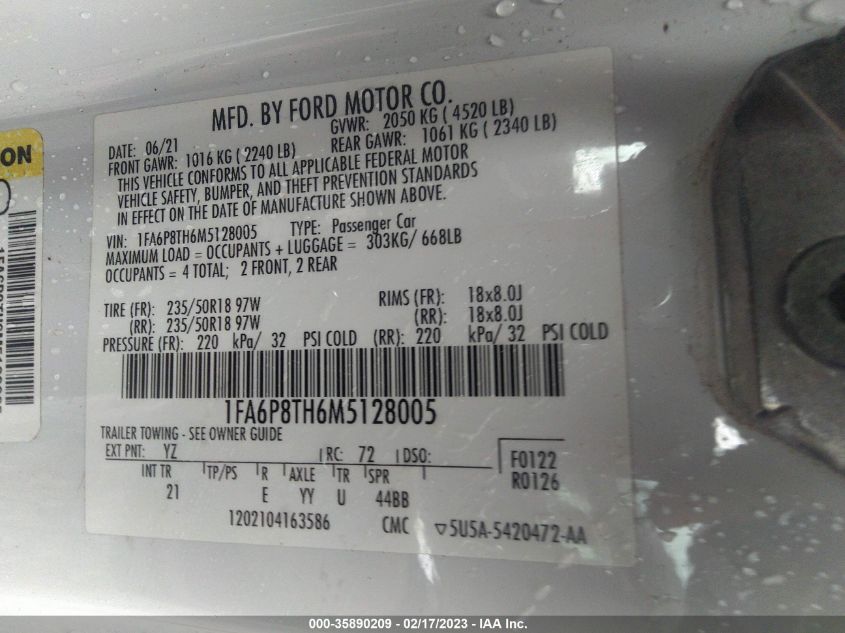 MFD. BY FORD MOTOR CO.
DATE: 06/21 GVWR: 2050 KG ( 4520 LB)
FRONT GAWR: 1016 KG ( 2240 LB) REAR GAWR: 1061 KG ( 2340 LB)
THIS VEHICLE CONFORMS TO ALL APPLICABLE FEDERAL MOTOR
VEHICLE SAFETY, BUMPER, AND THEFT PREVENTION STANDARDS
IN EFFECT ON THE DATE OF MANUFACTURE SHOWN ABOVE.
VIN: 1FA6P8TH6M5128005 TYPE: Passenger Car
MAXIMUM LOAD = OCCUPANTS + LUGGAGE = 303KG/ 668LB
OCCUPANTS = 4 TOTAL; 2 FRONT, 2 REAR
TIRE (FR): 235/50R18 97W RIMS (FR): 18x8.0J
(RR): 235/50R18 97W (RR): 18x8.0J
PRESSURE (FR): 220 kPa/ 32 PSI COLD (RR): 220 kPa/ 32 PSI COLD
1FA6P8TH6M5128005
TRAILER TOWING - SEE OWNER GUIDE
EXT PNT: YZ RC: 72 DSO: F0122
INT TR TP/PS R AXLE TR SPR R0126
21 E YY U 44BB
1202104163586 CMC ▽5U5A-5420472-AA
ON
000-35890209 - 02/17/2023 - IAA Inc.